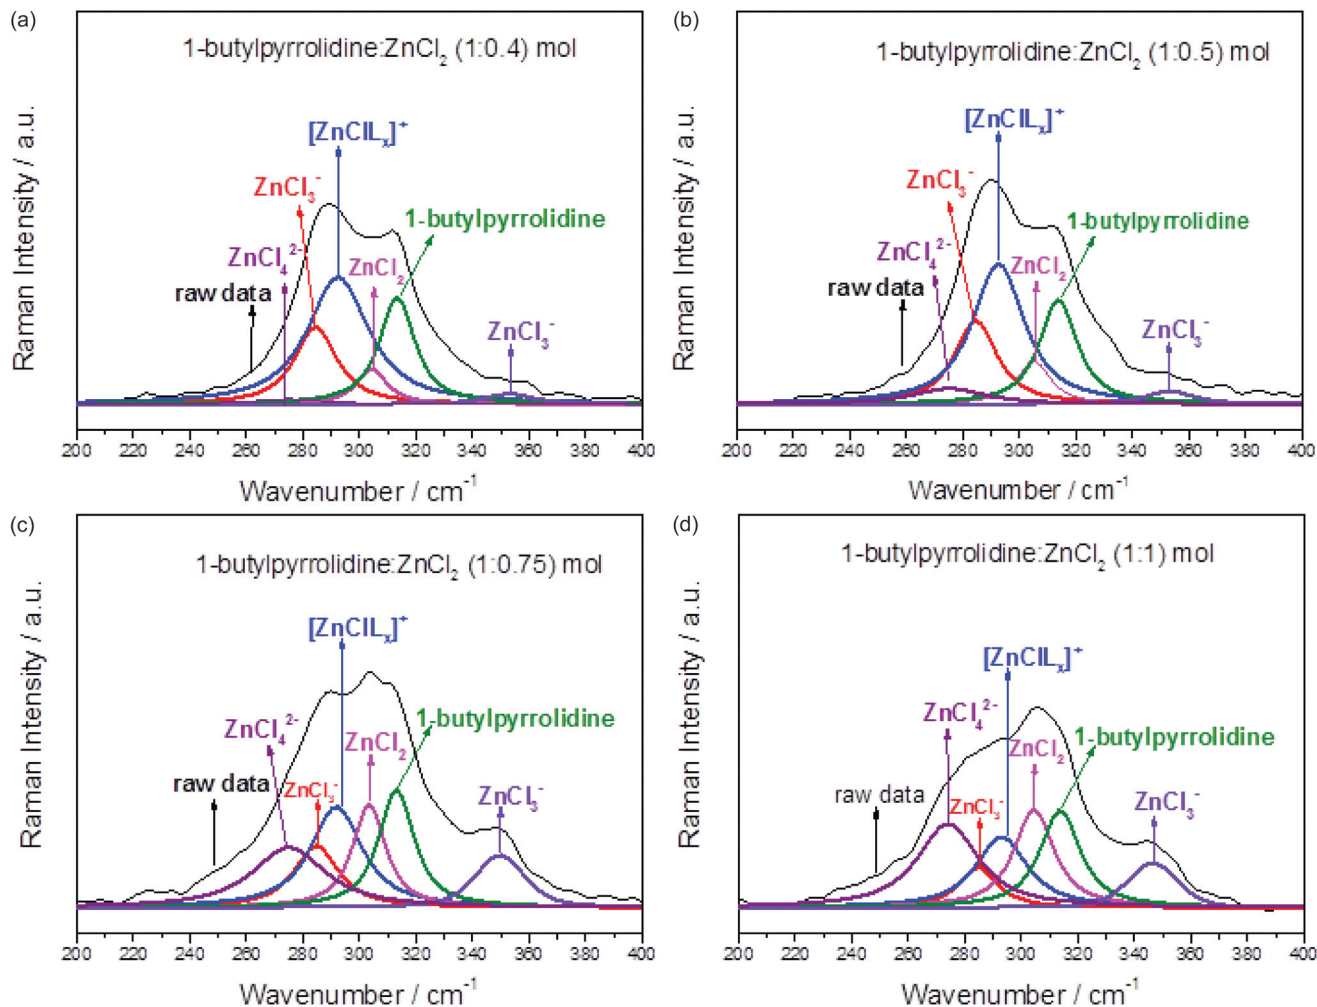 (a)
1-butylpyrrolidine:ZnCl₂ (1:0.4) mol
[ZnClLₓ]⁺
ZnCl₃⁻
1-butylpyrrolidine
ZnCl₄²⁻
ZnCl₂
raw data
ZnCl₃⁻
Raman Intensity / a.u.
200 220 240 260 280 300 320 340 360 380 400
Wavenumber / cm⁻¹
(b)
1-butylpyrrolidine:ZnCl₂ (1:0.5) mol
[ZnClLₓ]⁺
ZnCl₃⁻
1-butylpyrrolidine
ZnCl₄²⁻
ZnCl₂
raw data
ZnCl₃⁻
Raman Intensity / a.u.
200 220 240 260 280 300 320 340 360 380 400
Wavenumber / cm⁻¹
(c)
1-butylpyrrolidine:ZnCl₂ (1:0.75) mol
[ZnClLₓ]⁺
1-butylpyrrolidine
ZnCl₄²⁻
ZnCl₂
raw data
ZnCl₃⁻
ZnCl₃⁻
Raman Intensity / a.u.
200 220 240 260 280 300 320 340 360 380 400
Wavenumber / cm⁻¹
(d)
1-butylpyrrolidine:ZnCl₂ (1:1) mol
[ZnClLₓ]⁺
ZnCl₄²⁻
1-butylpyrrolidine
ZnCl₂
raw data
ZnCl₃⁻
ZnCl₃⁻
Raman Intensity / a.u.
200 220 240 260 280 300 320 340 360 380 400
Wavenumber / cm⁻¹